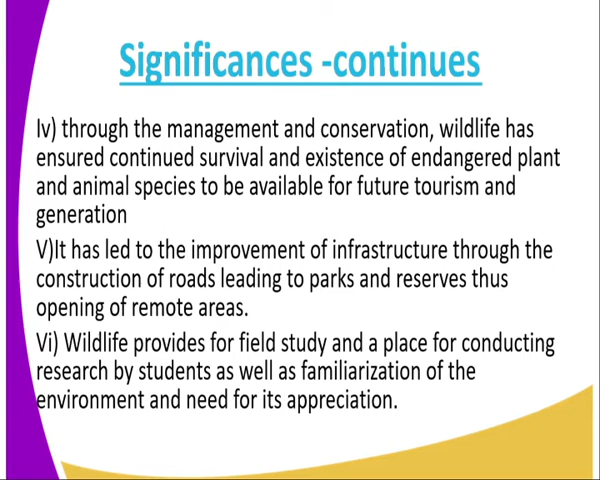 Significances -continues
Iv) through the management and conservation, wildlife has
ensured continued survival and existence of endangered plant
and animal species to be available for future tourism and
generation
V)It has led to the improvement of infrastructure through the
construction of roads leading to parks and reserves thus
opening of remote areas.
Vi) Wildlife provides for field study and a place for conducting
research by students as well as familiarization of the
environment and need for its appreciation.